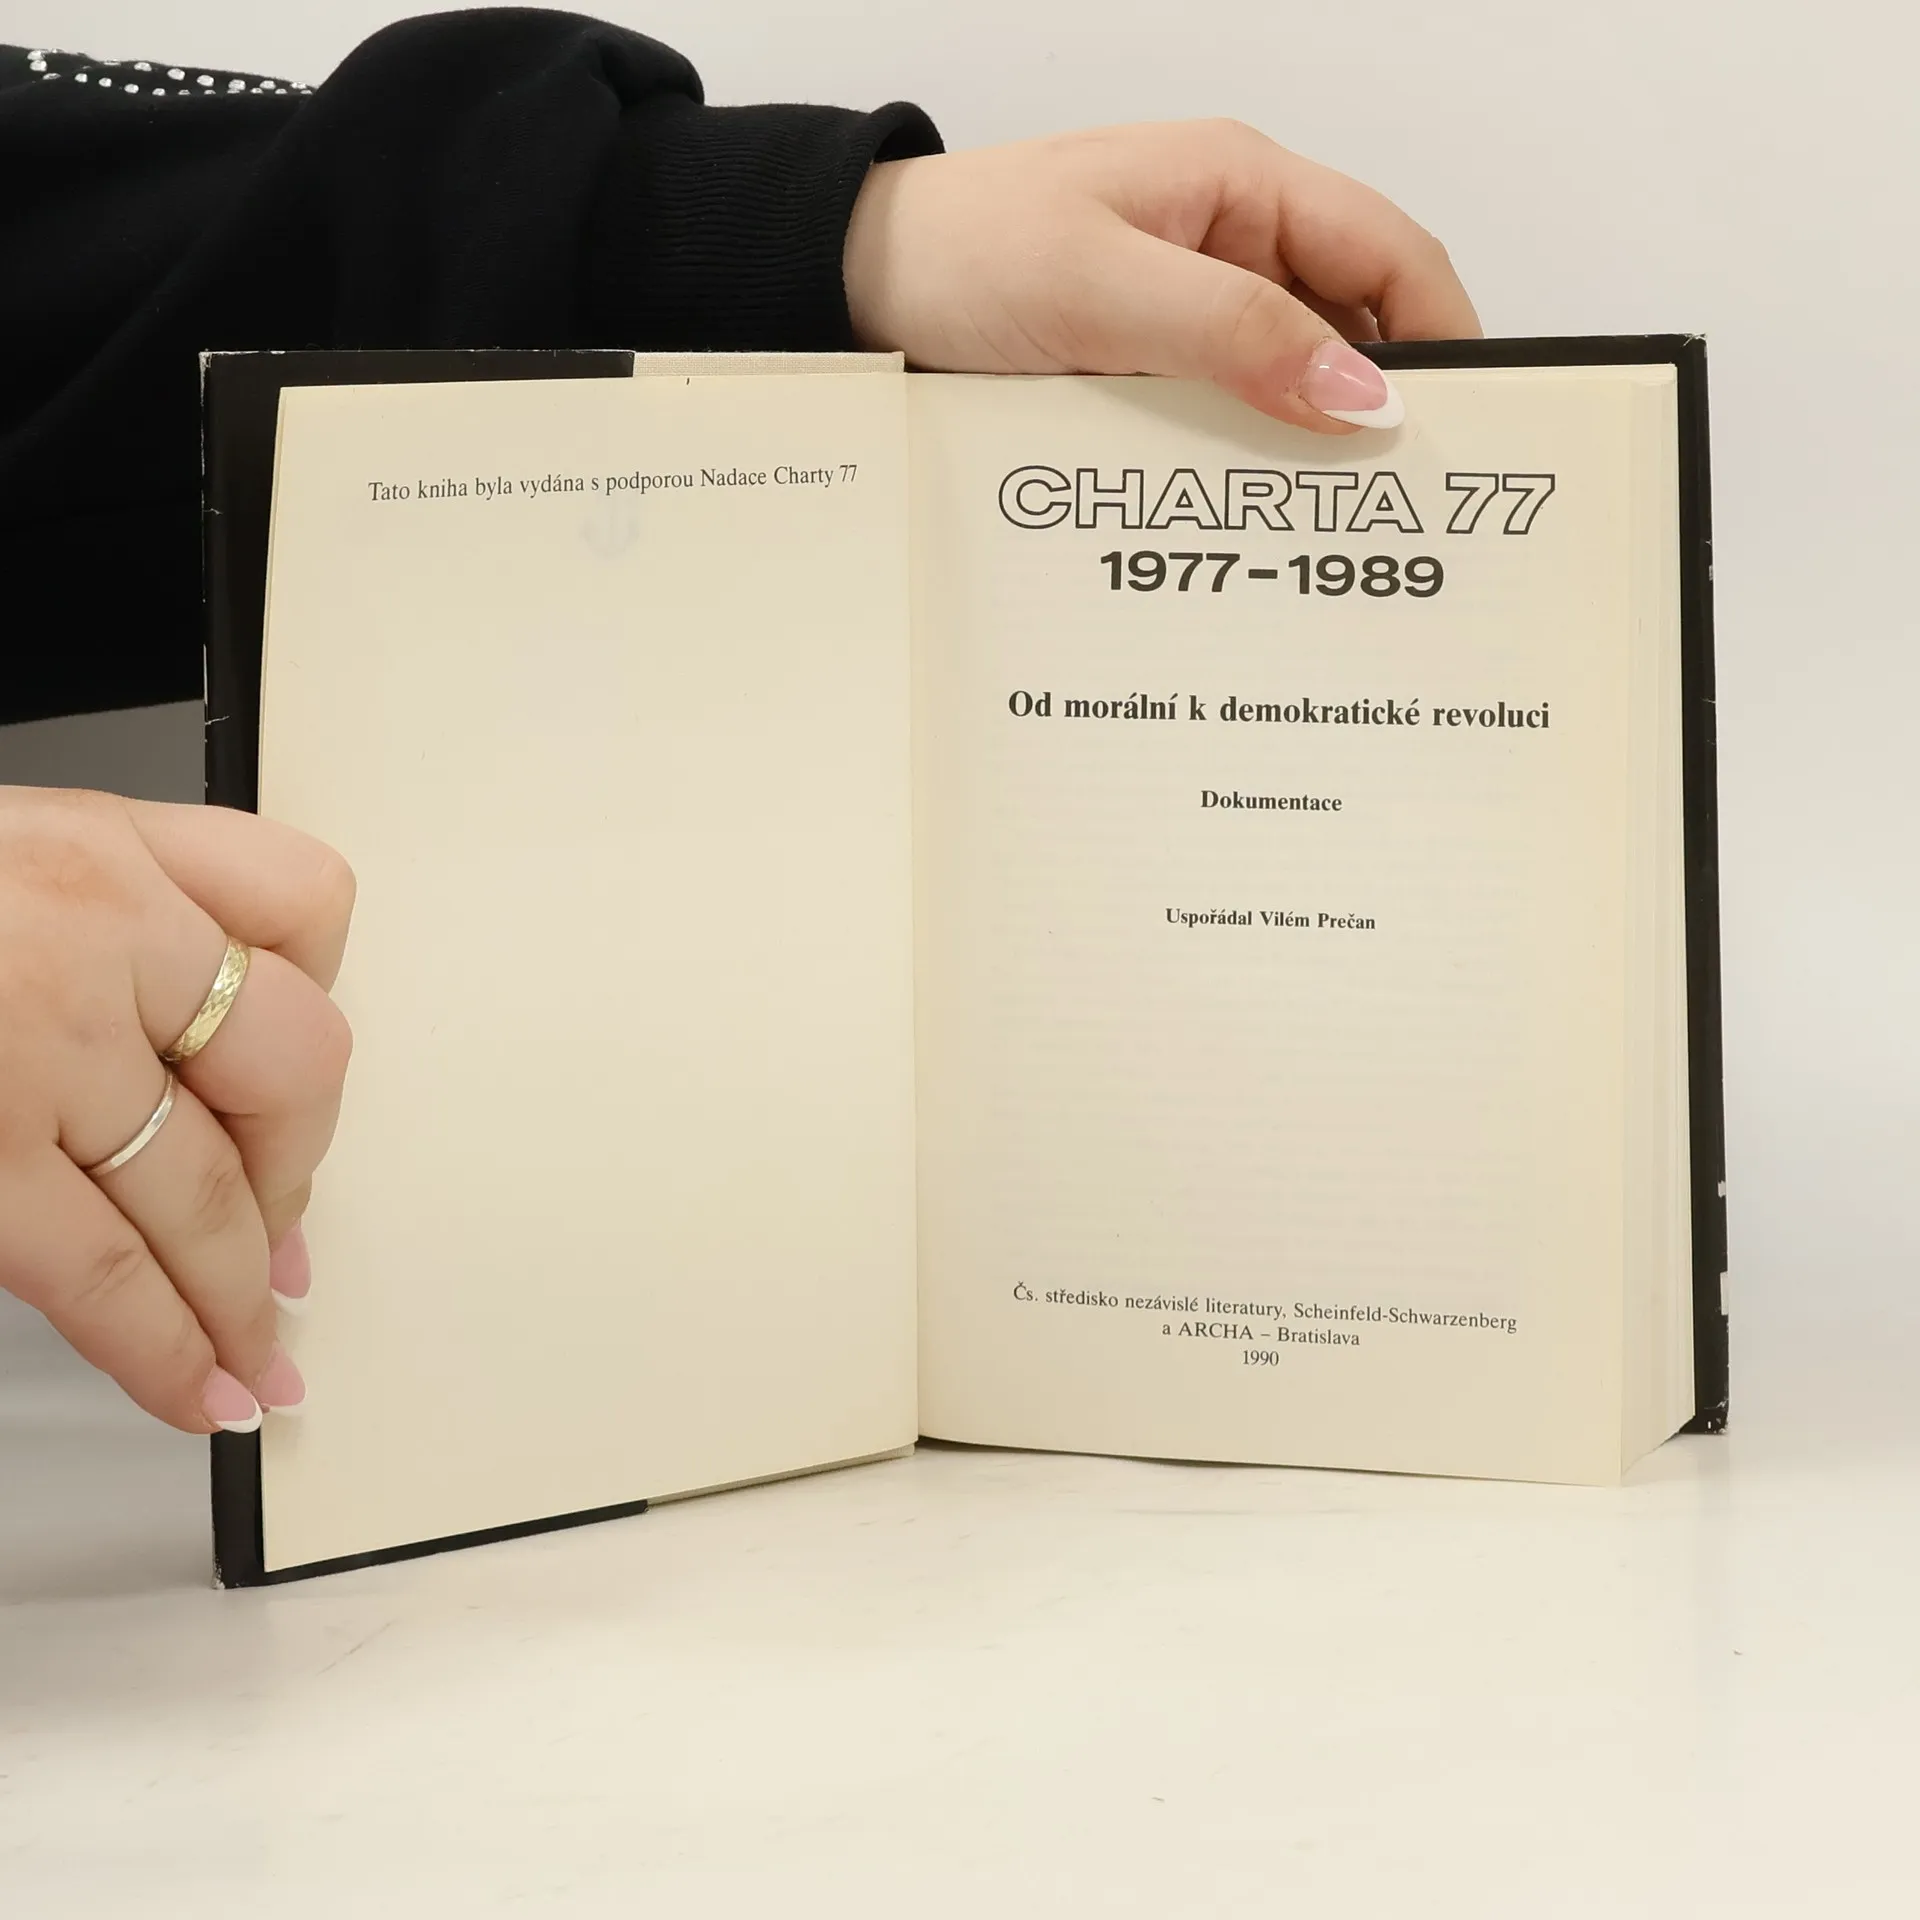 Tato kniha byla vydána s podporou Nadace Charty 77
CHARTA 77
1977–1989
Od morální k demokratické revoluci
Dokumentace
Uspořádal Vilém Prečan
Čs. středisko nezávislé literatury, Scheinfeld-Schwarzenberg
a ARCHA – Bratislava
1990